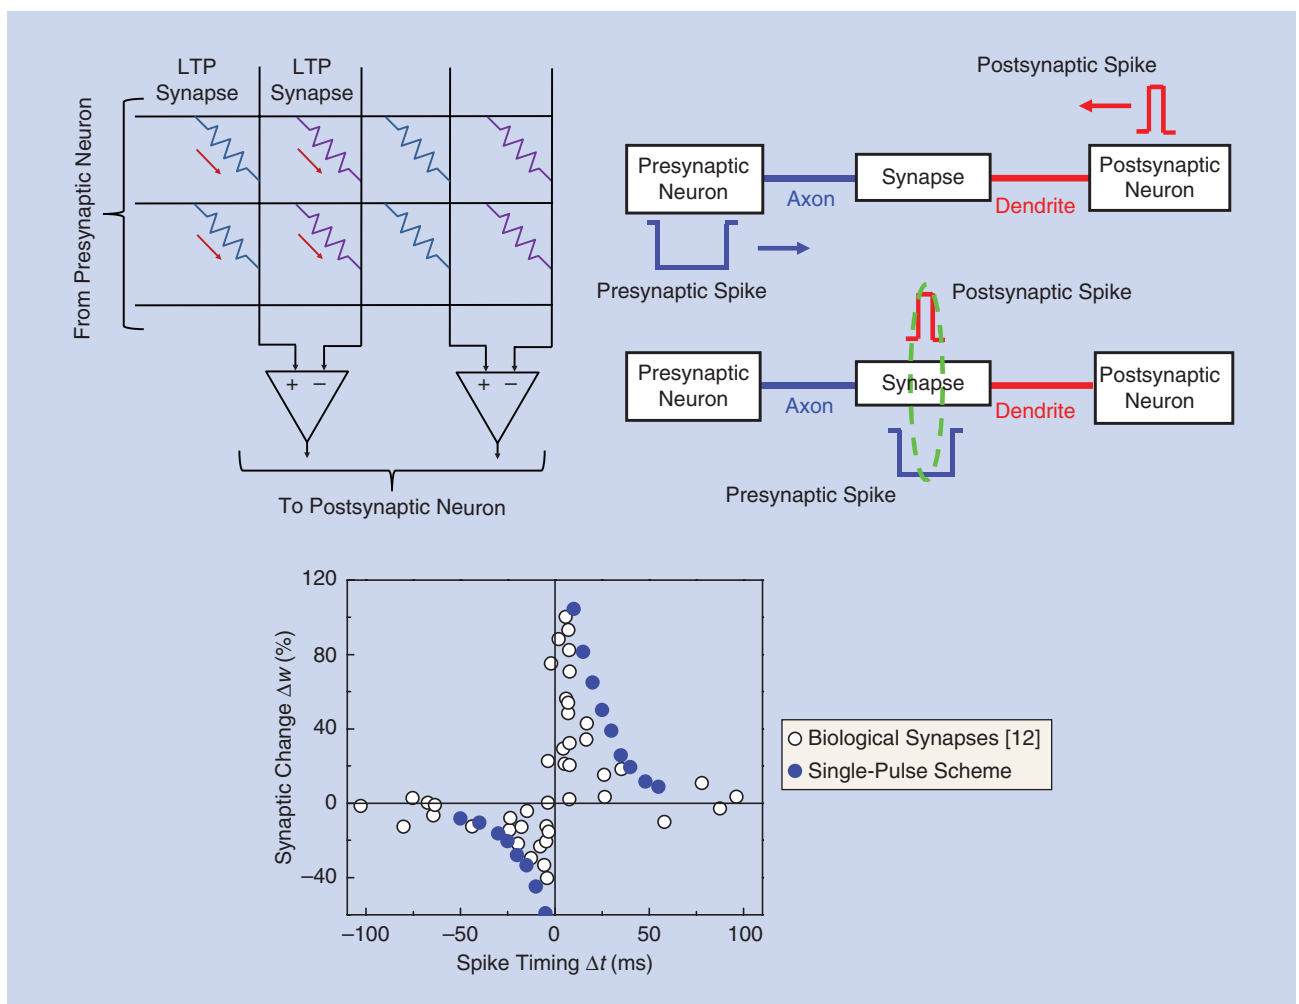 LTP
Synapse
LTP
Synapse
From Presynaptic Neuron
+ −
+ −
To Postsynaptic Neuron
Postsynaptic Spike
Presynaptic
Neuron
Axon
Synapse
Dendrite
Postsynaptic
Neuron
Presynaptic Spike
Postsynaptic Spike
Presynaptic
Neuron
Axon
Synapse
Dendrite
Postsynaptic
Neuron
Presynaptic Spike
Synaptic Change Δw (%)
120
80
40
0
−40
−100
−50
0
50
100
Spike Timing Δt (ms)
Biological Synapses [12]
Single-Pulse Scheme